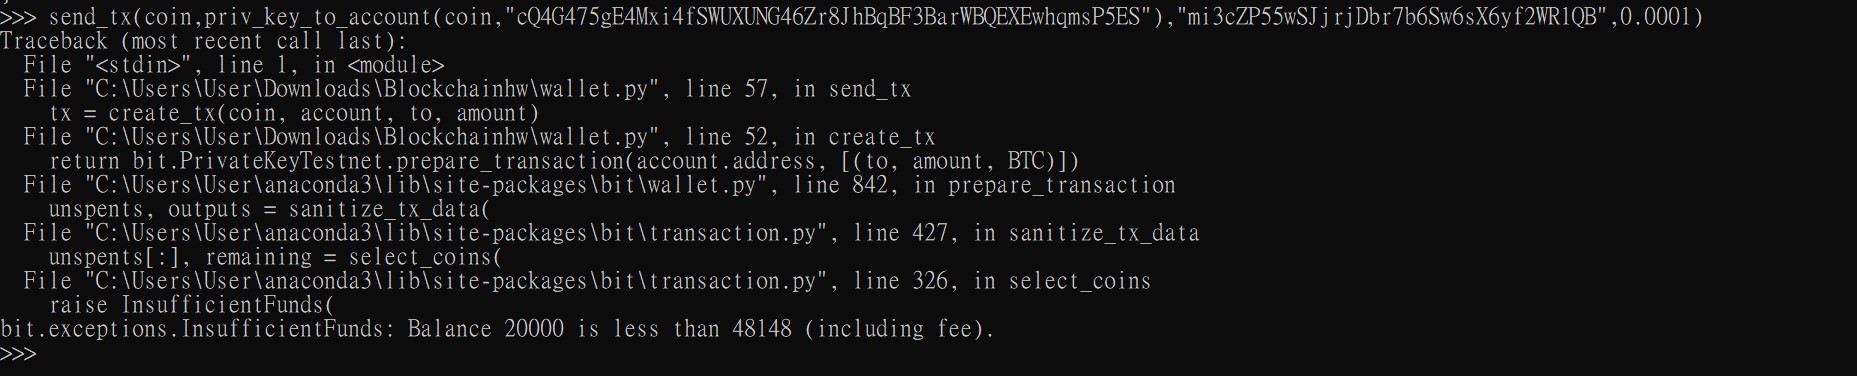 >>> send_tx(coin,priv_key_to_account(coin,"cQ4G475gE4Mxi4fSWUXUNG46Zr8JhBqBF3BarWBQEXEwhqmsP5ES"),"mi3cZP55wSJjrjDbr7b6Sw6sX6yf2WR1QB",0.0001)
Traceback (most recent call last):
  File "<stdin>", line 1, in <module>
  File "C:\Users\User\Downloads\Blockchainhw\wallet.py", line 57, in send_tx
    tx = create_tx(coin, account, to, amount)
  File "C:\Users\User\Downloads\Blockchainhw\wallet.py", line 52, in create_tx
    return bit.PrivateKeyTestnet.prepare_transaction(account.address, [(to, amount, BTC)])
  File "C:\Users\User\anaconda3\lib\site-packages\bit\wallet.py", line 842, in prepare_transaction
    unspents, outputs = sanitize_tx_data(
  File "C:\Users\User\anaconda3\lib\site-packages\bit\transaction.py", line 427, in sanitize_tx_data
    unspents[:], remaining = select_coins(
  File "C:\Users\User\anaconda3\lib\site-packages\bit\transaction.py", line 326, in select_coins
    raise InsufficientFunds(
bit.exceptions.InsufficientFunds: Balance 20000 is less than 48148 (including fee).
>>>